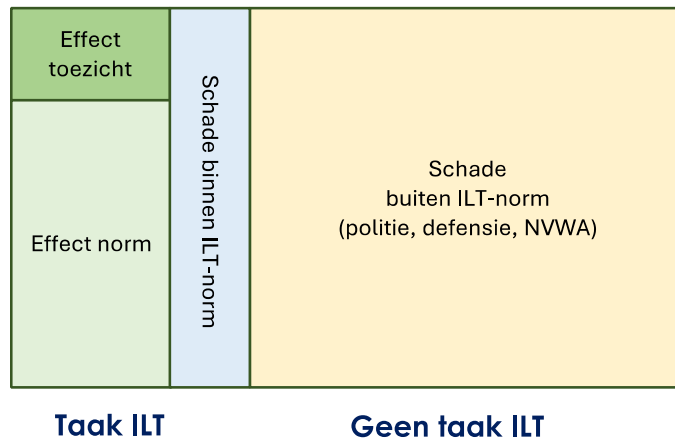 Effect
toezicht
Effect norm
Schade binnen ILT-norm
Schade
buiten ILT-norm
(politie, defensie, NVWA)
Taak ILT
Geen taak ILT